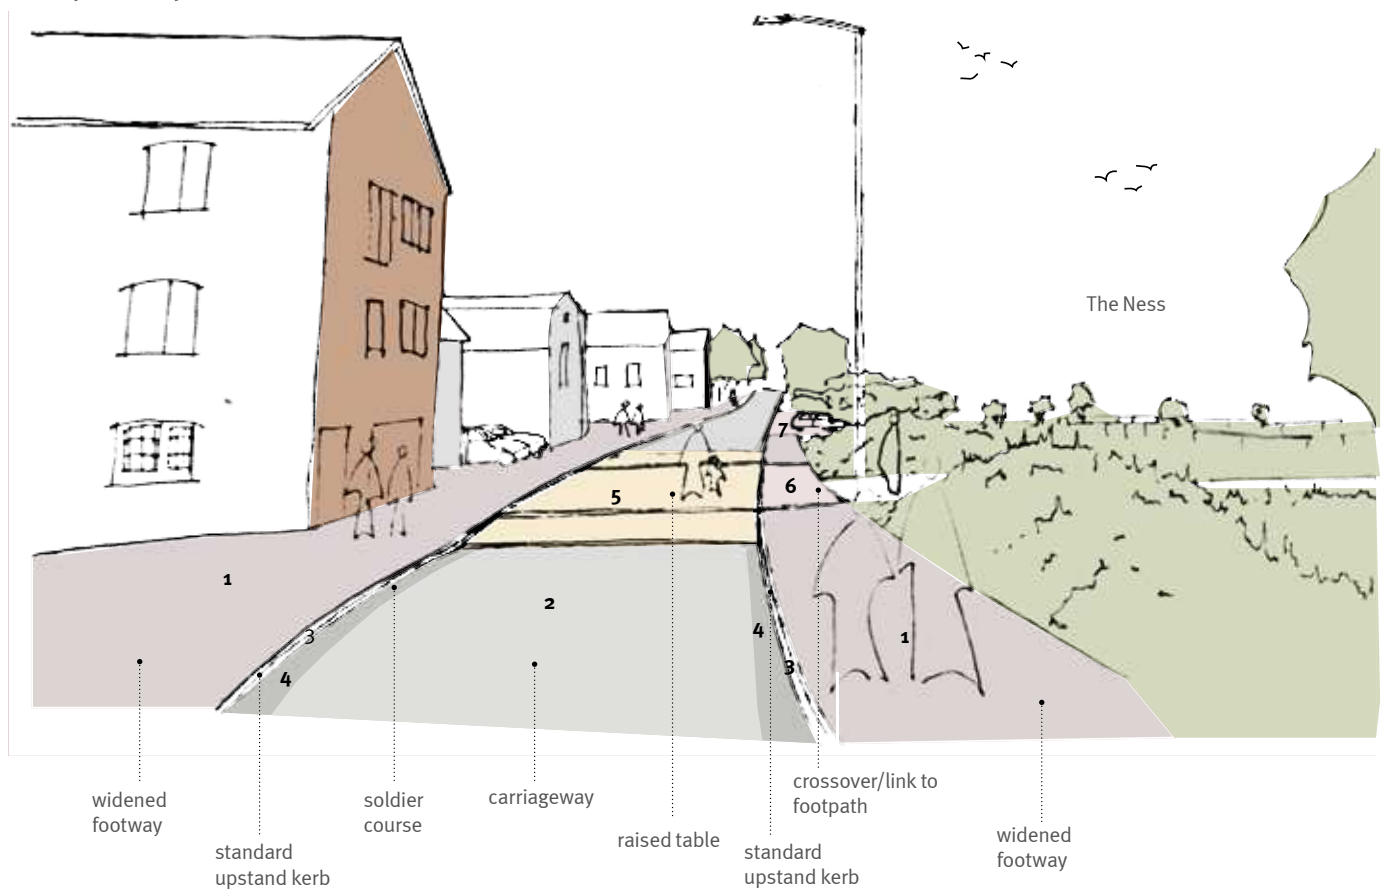 The Ness
7
6
5
1
2
3
4
4
3
1
widened
footway
standard
upstand kerb
soldier
course
carriageway
raised table
standard
upstand kerb
crossover/link to
footpath
widened
footway